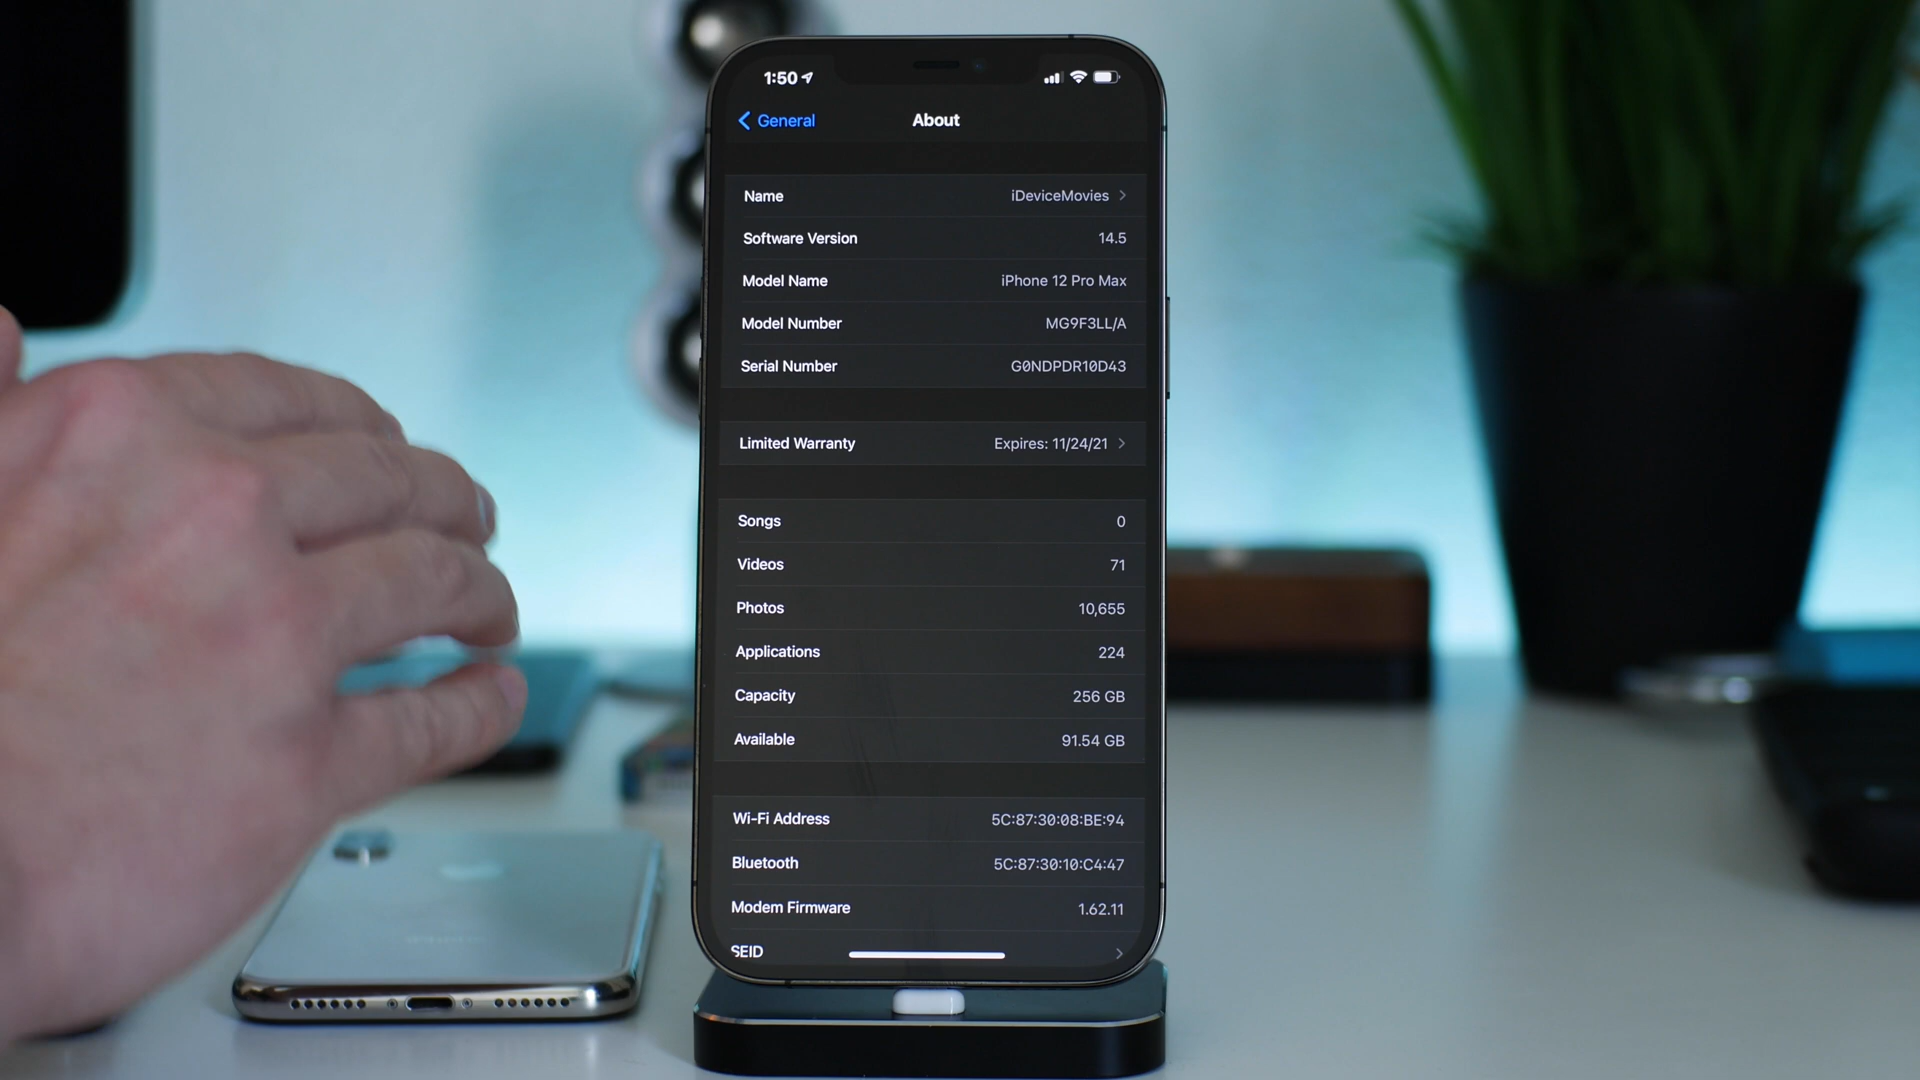 1:50
General About
Name iDeviceMovies
Software Version 14.5
Model Name iPhone 12 Pro Max
Model Number MG9F3LL/A
Serial Number G0NDPDR10D43
Limited Warranty Expires: 11/24/21
Songs 0
Videos 71
Photos 10,655
Applications 224
Capacity 256 GB
Available 91.54 GB
Wi-Fi Address 5C:87:30:08:BE:94
Bluetooth 5C:87:30:10:C4:47
Modem Firmware 1.62.11
SEID